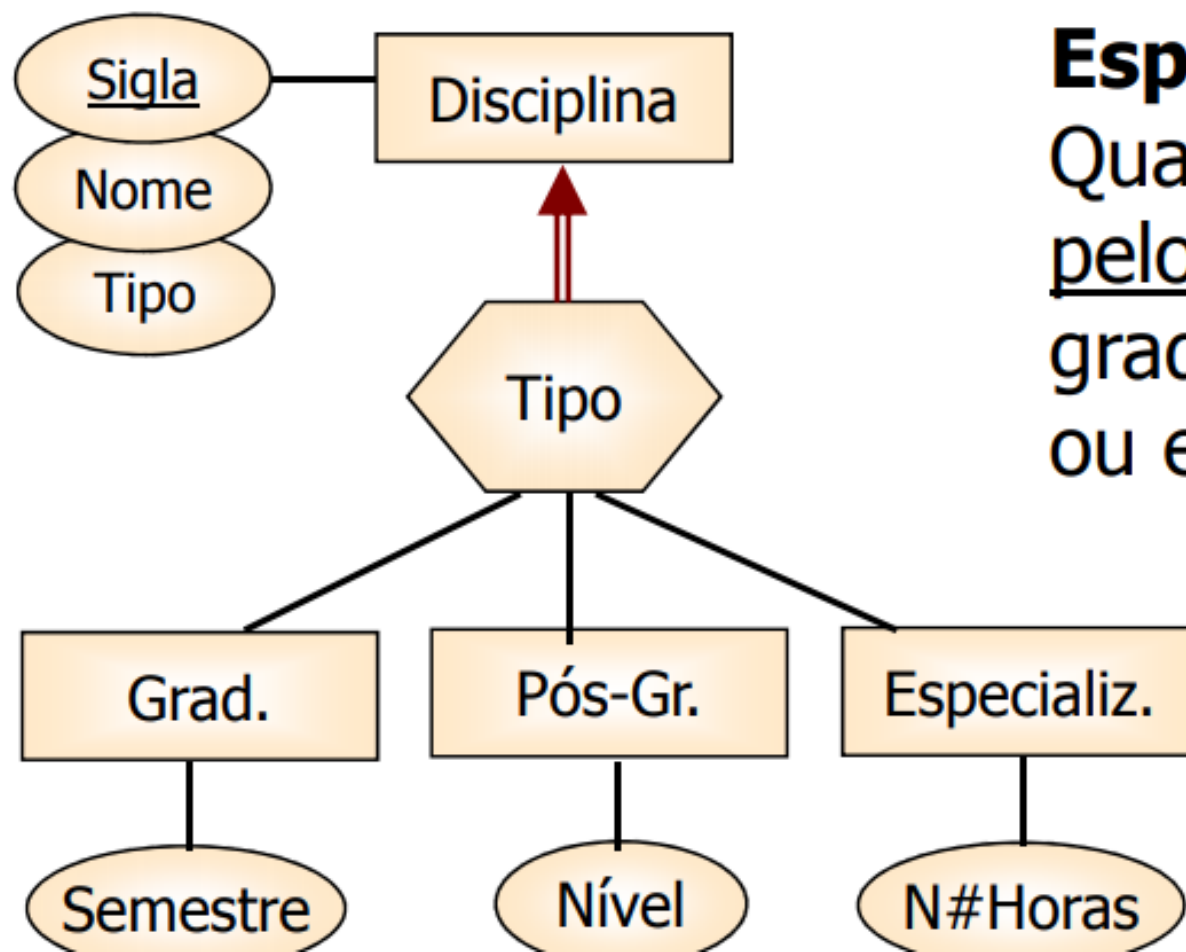 Sigla
Disciplina
Nome
Tipo
Tipo
Grad.
Pós-Gr.
Especializ.
Semestre
Nível
N#Horas
Esp
Qua
pelo
grad
ou e